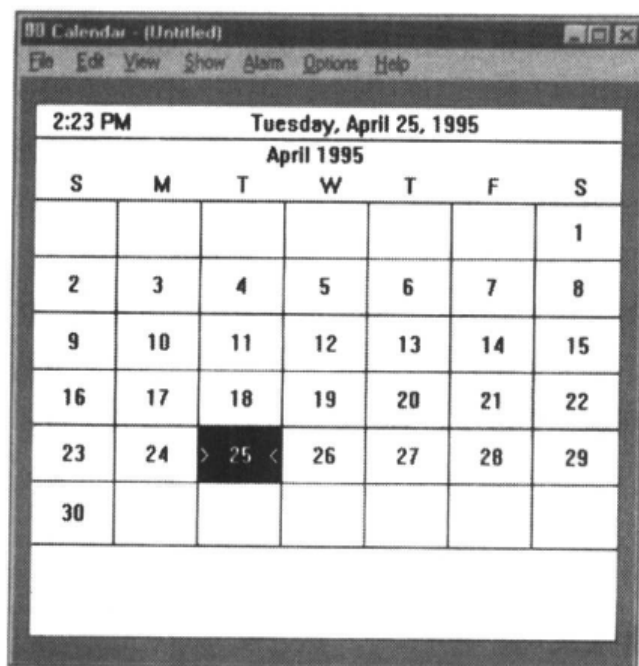 Calendar - (Untitled)
File Edit View Show Alarm Options Help
2:23 PM Tuesday, April 25, 1995
April 1995
S M T W T F S
1
2 3 4 5 6 7 8
9 10 11 12 13 14 15
16 17 18 19 20 21 22
23 24 > 25 < 26 27 28 29
30